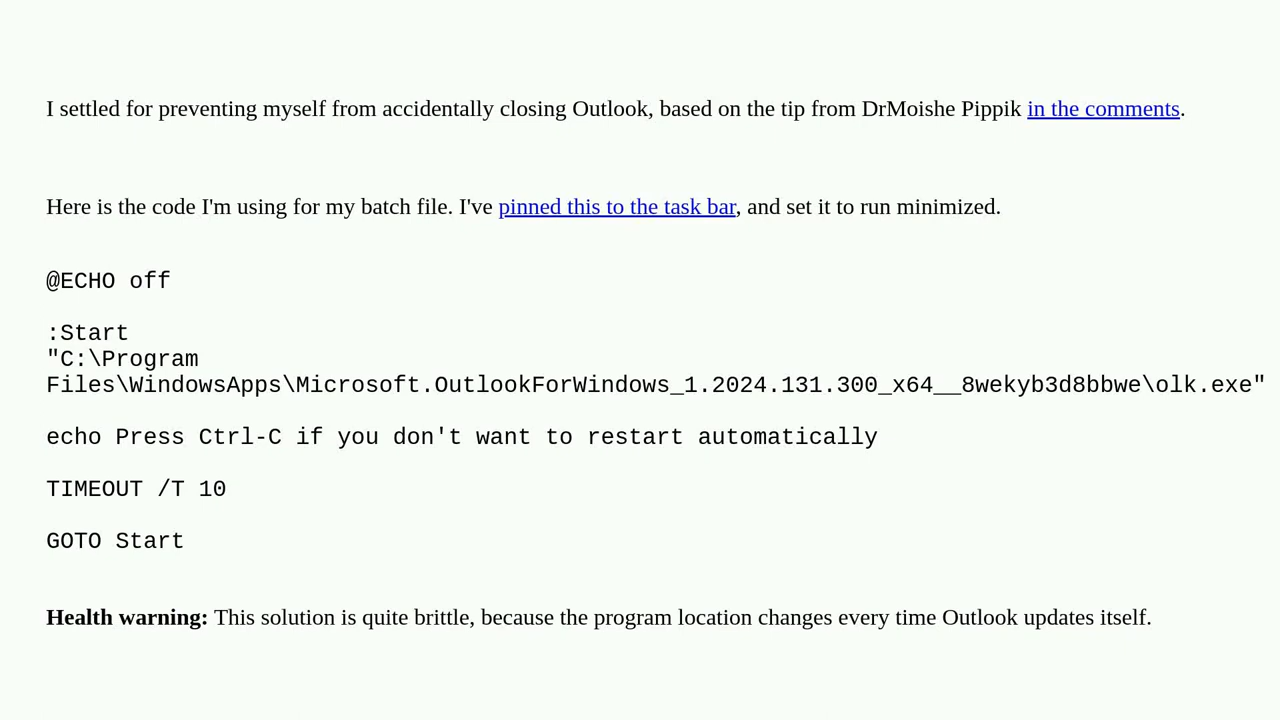 I settled for preventing myself from accidentally closing Outlook, based on the tip from DrMoishe Pippik in the comments.
Here is the code I'm using for my batch file. I've pinned this to the task bar, and set it to run minimized.
@ECHO off
:Start
"C:\Program
Files\WindowsApps\Microsoft.OutlookForWindows_1.2024.131.300_x64__8wekyb3d8bbwe\olk.exe"
echo Press Ctrl-C if you don't want to restart automatically
TIMEOUT /T 10
GOTO Start
Health warning: This solution is quite brittle, because the program location changes every time Outlook updates itself.